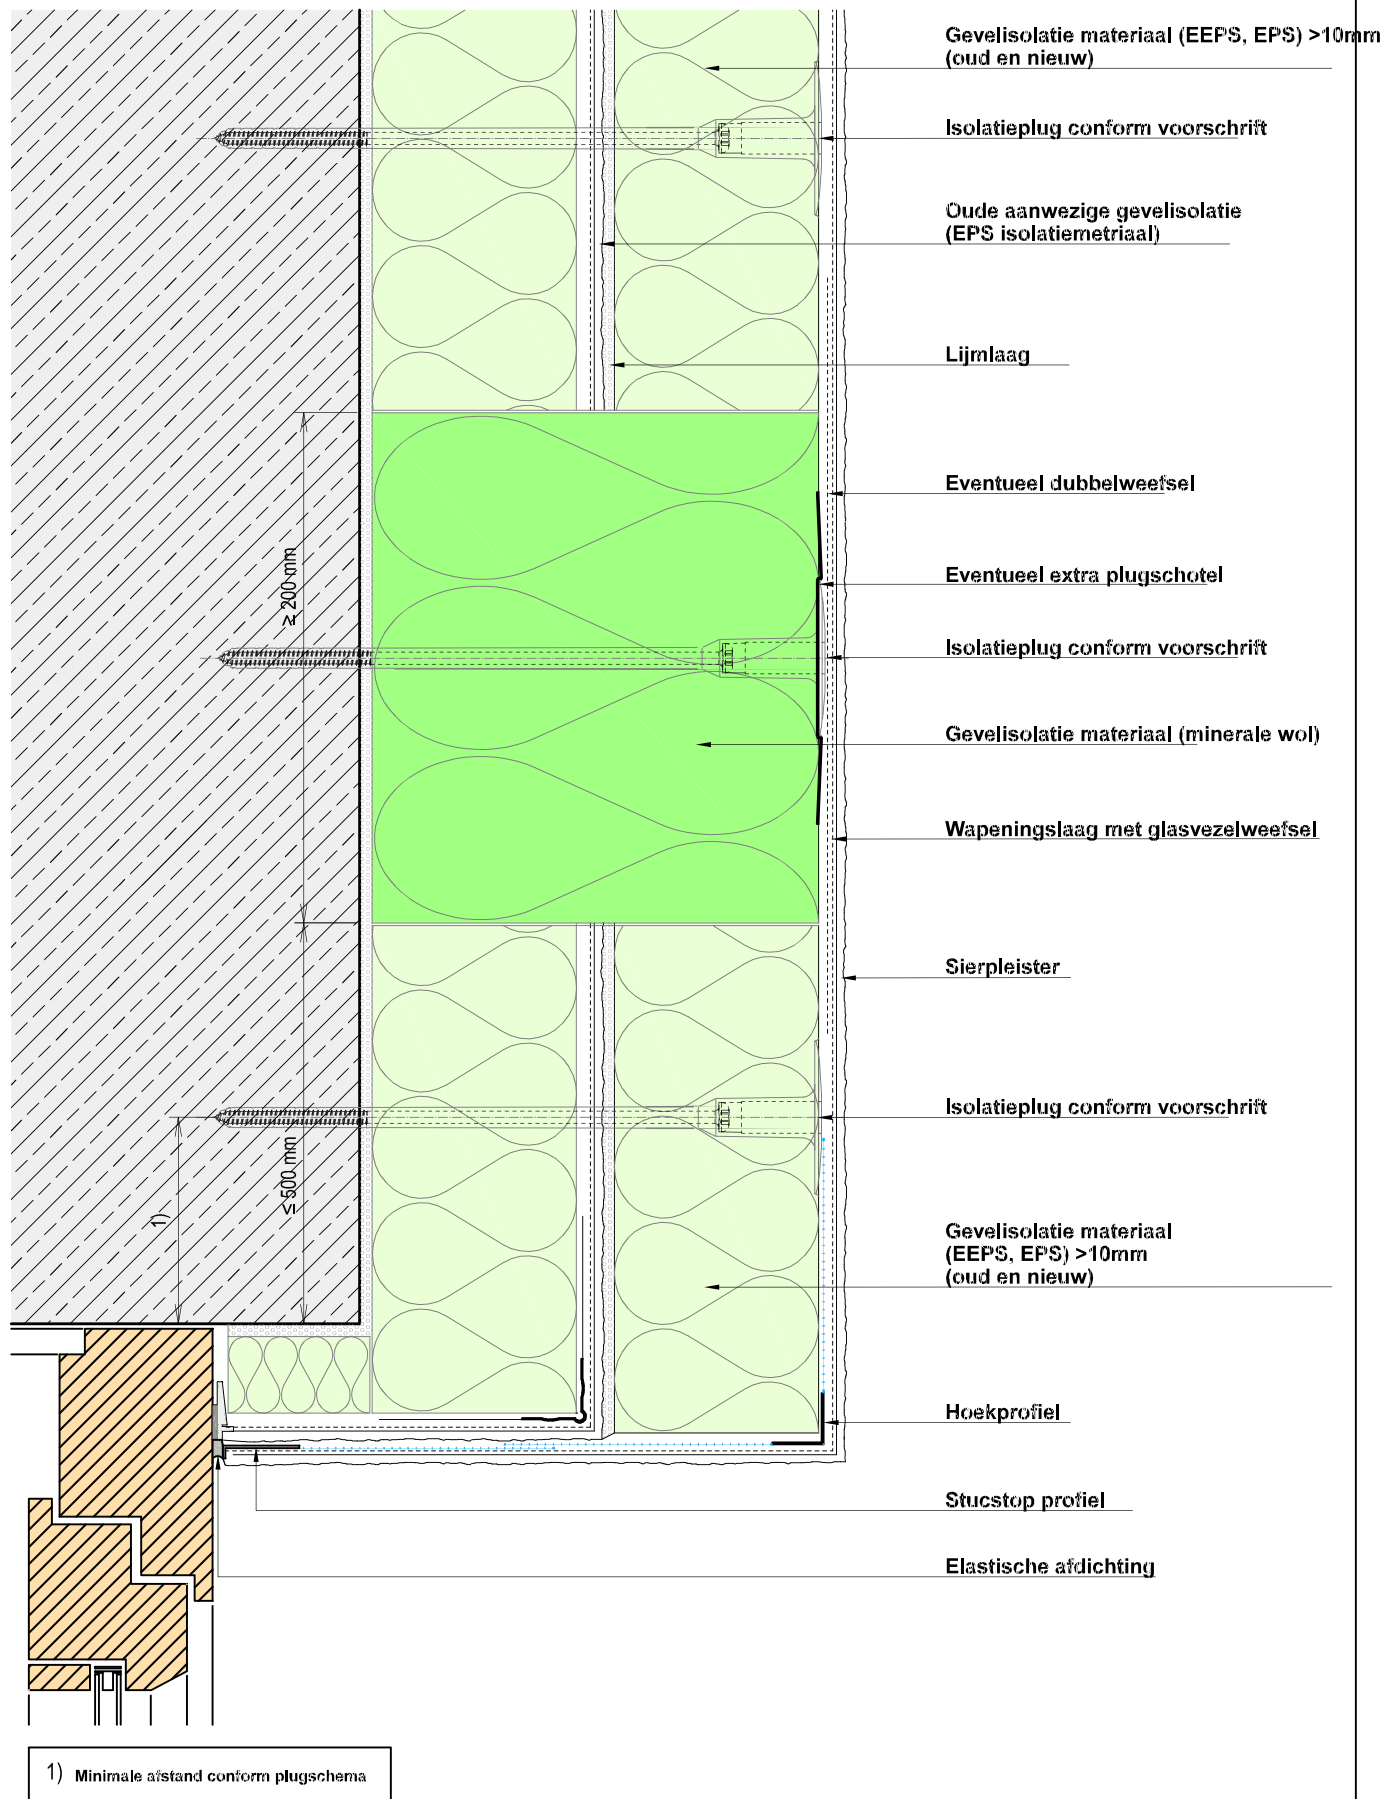 Gevelisolatie materiaal (EEPS, EPS) >10mm
(oud en nieuw)
Isolatieplug conform voorschrift
Oude aanwezige gevelisolatie
(EPS isolatiemetriaal)
Lijmlaag
Eventueel dubbelweefsel
≥ 200 mm
Eventueel extra plugschotel
Isolatieplug conform voorschrift
Gevelisolatie materiaal (minerale wol)
Wapeningslaag met glasvezelweefsel
Sierpleister
Isolatieplug conform voorschrift
≤ 500 mm
1)
Gevelisolatie materiaal
(EEPS, EPS) >10mm
(oud en nieuw)
Hoekprofiel
Stucstop profiel
Elastische afdichting
1) Minimale afstand conform plugschema